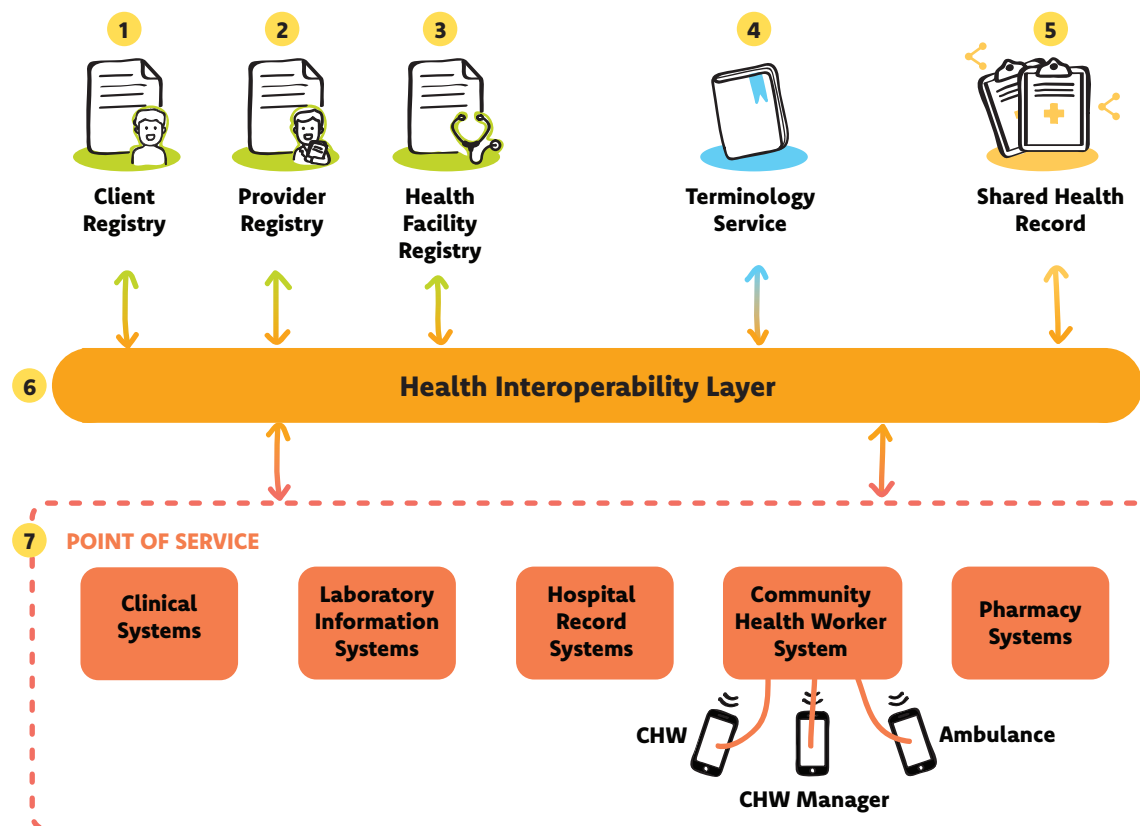 1
2
3
4
5
Client
Registry
Provider
Registry
Health
Facility
Registry
Terminology
Service
Shared Health
Record
6
Health Interoperability Layer
7
POINT OF SERVICE
Clinical
Systems
Laboratory
Information
Systems
Hospital
Record
Systems
Community
Health Worker
System
Pharmacy
Systems
CHW
CHW Manager
Ambulance